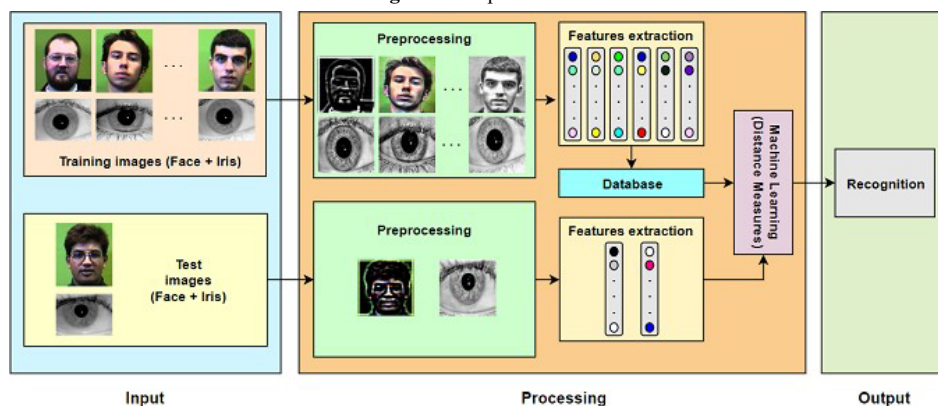 Training images (Face + Iris)
Test
images
(Face + Iris)
Preprocessing
Preprocessing
Features extraction
Database
Features extraction
Machine Learning
(Distance Measures)
Recognition
Input
Processing
Output